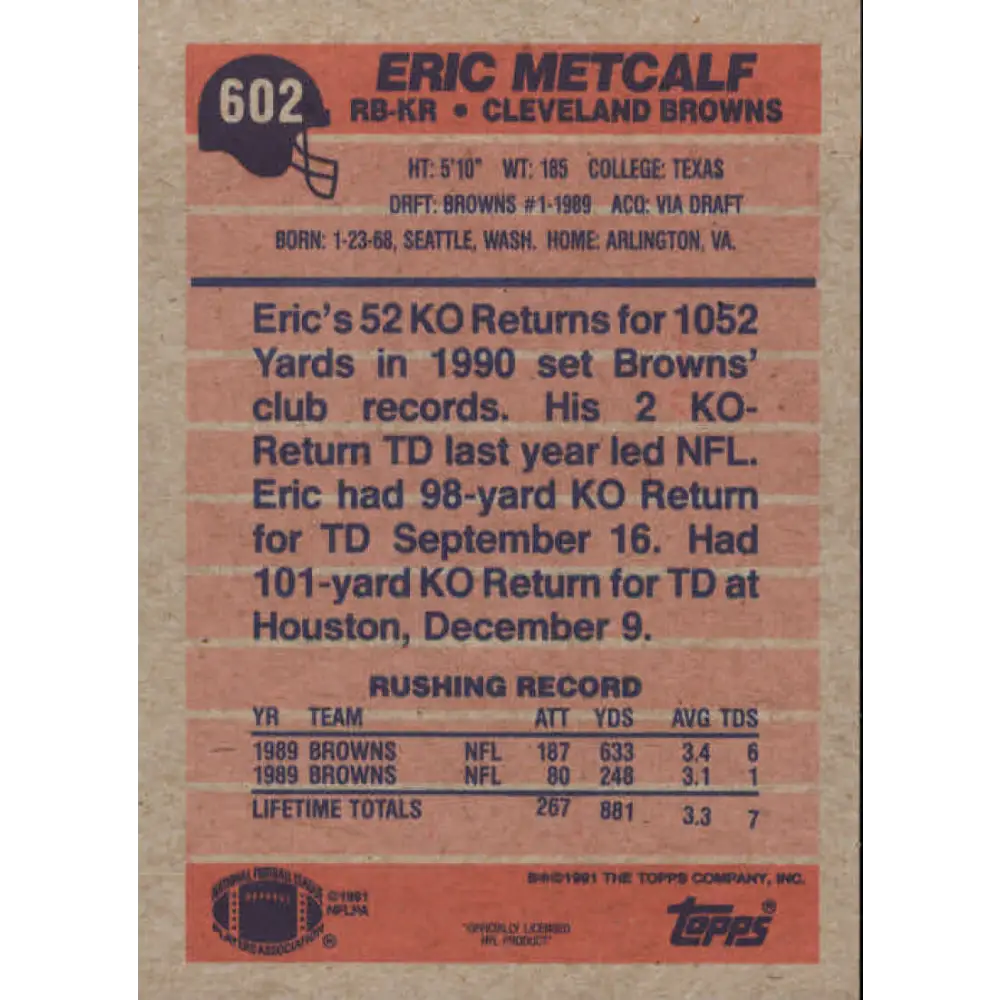 602
ERIC METCALF
RB-KR • CLEVELAND BROWNS
HT: 5'10" WT: 185 COLLEGE: TEXAS
DRFT: BROWNS #1-1989 ACQ: VIA DRAFT
BORN: 1-23-68, SEATTLE, WASH. HOME: ARLINGTON, VA.
Eric's 52 KO Returns for 1052
Yards in 1990 set Browns'
club records. His 2 KO-
Return TD last year led NFL.
Eric had 98-yard KO Return
for TD September 16. Had
101-yard KO Return for TD at
Houston, December 9.
RUSHING RECORD
YR TEAM ATT YDS AVG TDS
1989 BROWNS NFL 187 633 3.4 6
1989 BROWNS NFL 80 248 3.1 1
LIFETIME TOTALS 267 881 3.3 7
NATIONAL FOOTBALL LEAGUE
PLAYERS ASSOCIATION ®
©1991
NFLPA
©1991 THE TOPPS COMPANY, INC.
"OFFICIALLY LICENSED
NFL PRODUCT"
TOPPS ®